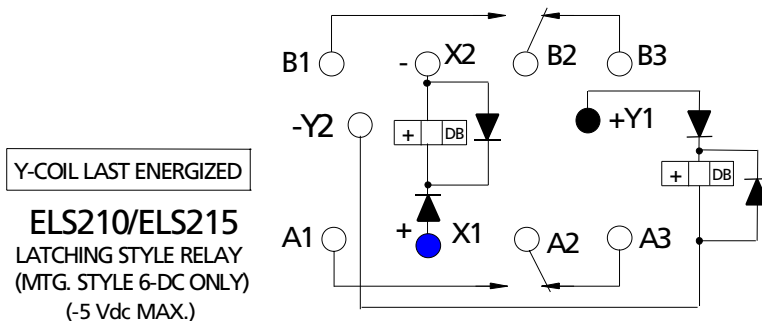 B1
- X2
B2
B3
-Y2
+ DB
+Y1
Y-COIL LAST ENERGIZED
+ DB
ELS210/ELS215
LATCHING STYLE RELAY
(MTG. STYLE 6-DC ONLY)
(-5 Vdc MAX.)
A1
+ X1
A2
A3